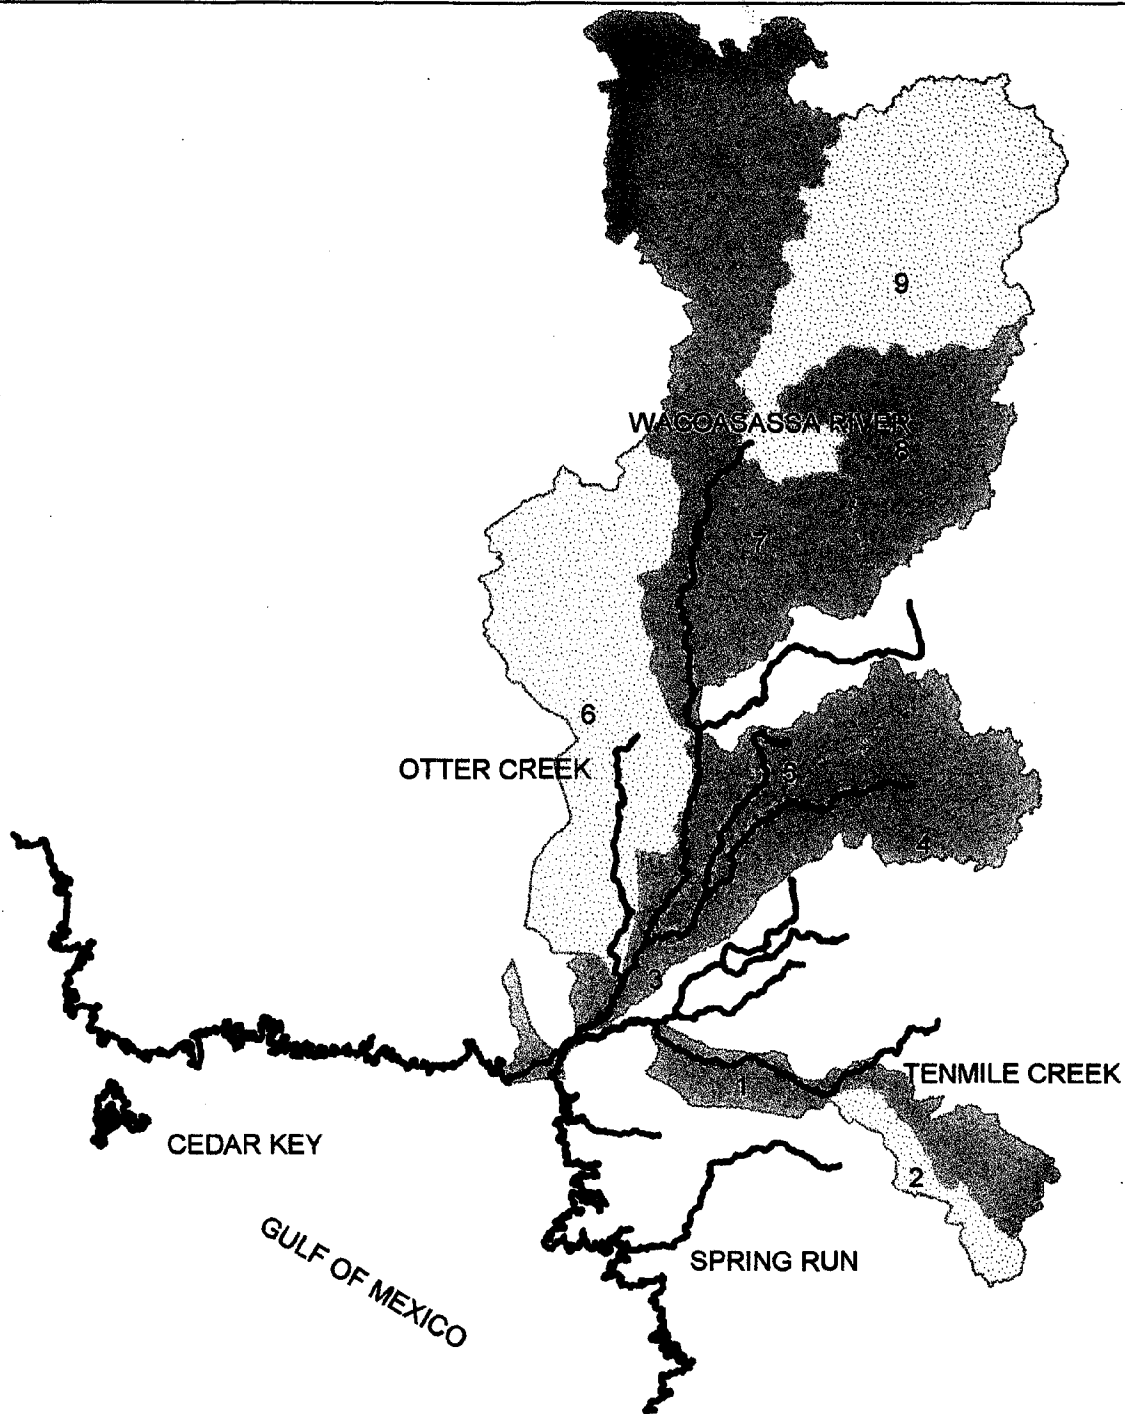 9
WACOASASSA RIVER
8
7
6
OTTER CREEK
5
4
3
TENMILE CREEK
1
CEDAR KEY
2
GULF OF MEXICO
SPRING RUN